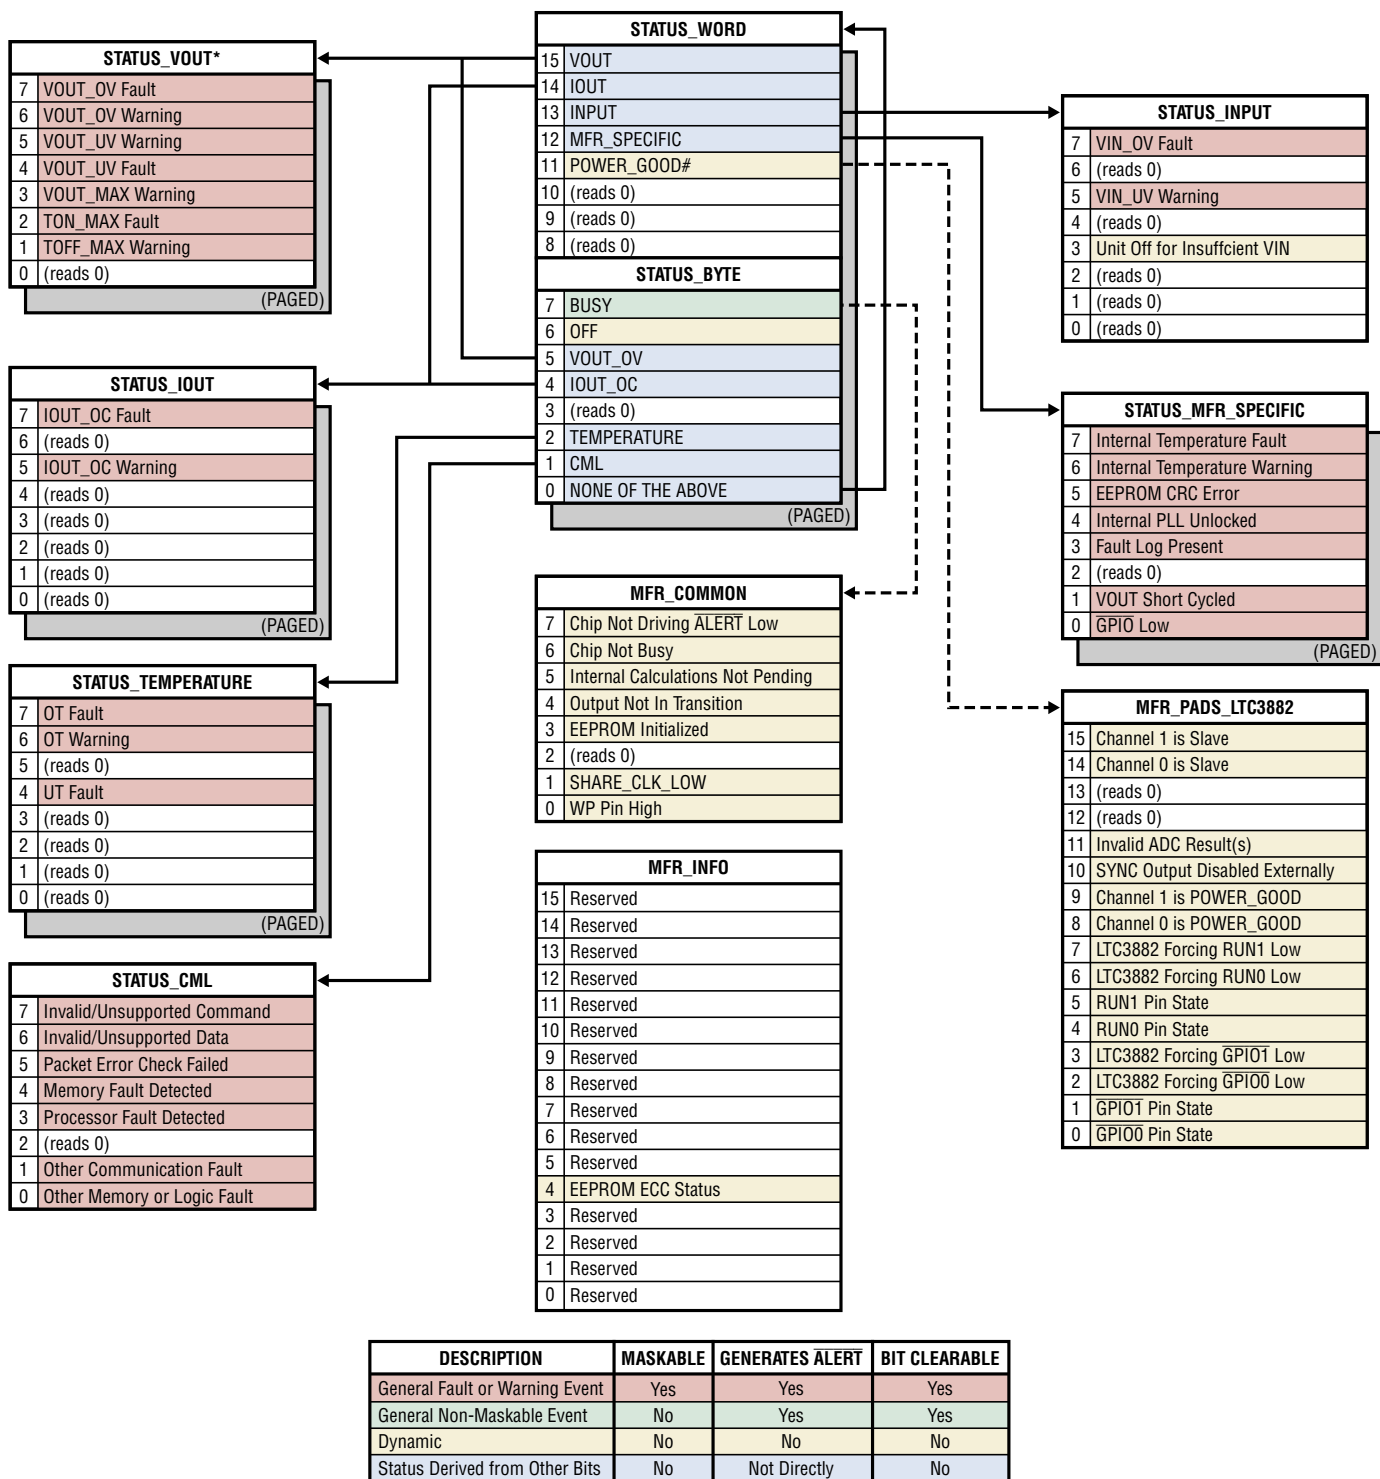 STATUS_WORD
15 VOUT
14 IOUT
13 INPUT
12 MFR_SPECIFIC
11 POWER_GOOD#
10 (reads 0)
9 (reads 0)
8 (reads 0)
STATUS_BYTE
7 BUSY
6 OFF
5 VOUT_OV
4 IOUT_OC
3 (reads 0)
2 TEMPERATURE
1 CML
0 NONE OF THE ABOVE
(PAGED)
STATUS_VOUT*
7 VOUT_OV Fault
6 VOUT_OV Warning
5 VOUT_UV Warning
4 VOUT_UV Fault
3 VOUT_MAX Warning
2 TON_MAX Fault
1 TOFF_MAX Warning
0 (reads 0)
(PAGED)
STATUS_IOUT
7 IOUT_OC Fault
6 (reads 0)
5 IOUT_OC Warning
4 (reads 0)
3 (reads 0)
2 (reads 0)
1 (reads 0)
0 (reads 0)
(PAGED)
STATUS_TEMPERATURE
7 OT Fault
6 OT Warning
5 (reads 0)
4 UT Fault
3 (reads 0)
2 (reads 0)
1 (reads 0)
0 (reads 0)
(PAGED)
STATUS_CML
7 Invalid/Unsupported Command
6 Invalid/Unsupported Data
5 Packet Error Check Failed
4 Memory Fault Detected
3 Processor Fault Detected
2 (reads 0)
1 Other Communication Fault
0 Other Memory or Logic Fault
MFR_COMMON
7 Chip Not Driving ALERT Low
6 Chip Not Busy
5 Internal Calculations Not Pending
4 Output Not In Transition
3 EEPROM Initialized
2 (reads 0)
1 SHARE_CLK_LOW
0 WP Pin High
MFR_INFO
15 Reserved
14 Reserved
13 Reserved
12 Reserved
11 Reserved
10 Reserved
9 Reserved
8 Reserved
7 Reserved
6 Reserved
5 Reserved
4 EEPROM ECC Status
3 Reserved
2 Reserved
1 Reserved
0 Reserved
STATUS_INPUT
7 VIN_OV Fault
6 (reads 0)
5 VIN_UV Warning
4 (reads 0)
3 Unit Off for Insuffcient VIN
2 (reads 0)
1 (reads 0)
0 (reads 0)
STATUS_MFR_SPECIFIC
7 Internal Temperature Fault
6 Internal Temperature Warning
5 EEPROM CRC Error
4 Internal PLL Unlocked
3 Fault Log Present
2 (reads 0)
1 VOUT Short Cycled
0 GPIO Low
(PAGED)
MFR_PADS_LTC3882
15 Channel 1 is Slave
14 Channel 0 is Slave
13 (reads 0)
12 (reads 0)
11 Invalid ADC Result(s)
10 SYNC Output Disabled Externally
9 Channel 1 is POWER_GOOD
8 Channel 0 is POWER_GOOD
7 LTC3882 Forcing RUN1 Low
6 LTC3882 Forcing RUN0 Low
5 RUN1 Pin State
4 RUN0 Pin State
3 LTC3882 Forcing GPIO1 Low
2 LTC3882 Forcing GPIO0 Low
1 GPIO1 Pin State
0 GPIO0 Pin State
DESCRIPTION MASKABLE GENERATES ALERT BIT CLEARABLE
General Fault or Warning Event Yes Yes Yes
General Non-Maskable Event No Yes Yes
Dynamic No No No
Status Derived from Other Bits No Not Directly No